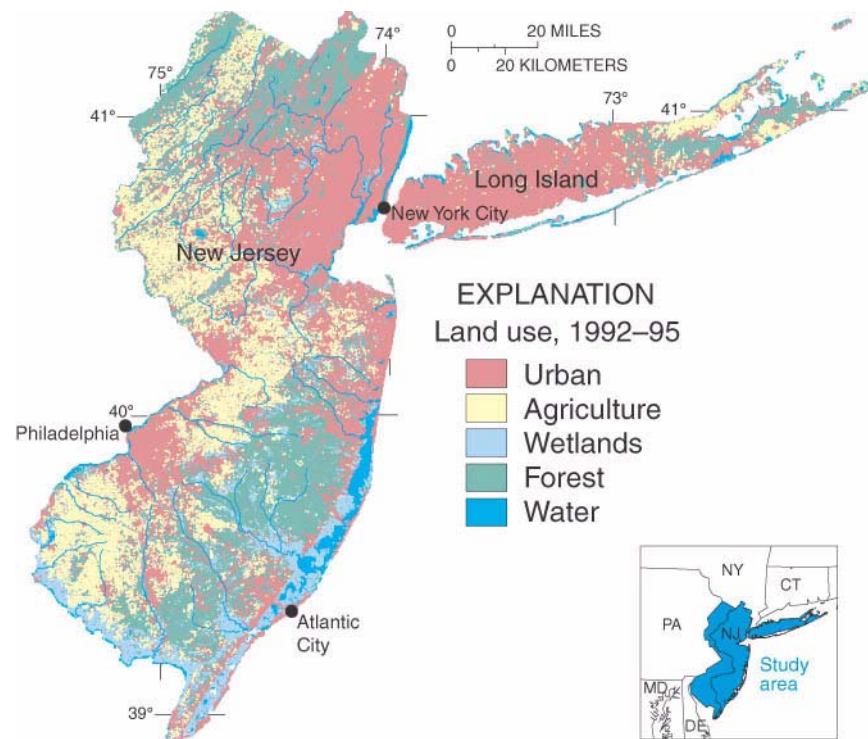 74°
0 20 MILES
0 20 KILOMETERS
75°
41°
73°
41°
Long Island
New York City
New Jersey
EXPLANATION
Land use, 1992–95
Urban
Agriculture
Wetlands
Forest
Water
40°
Philadelphia
Atlantic
City
39°
NY
CT
PA
NJ
Study
area
MD
DE